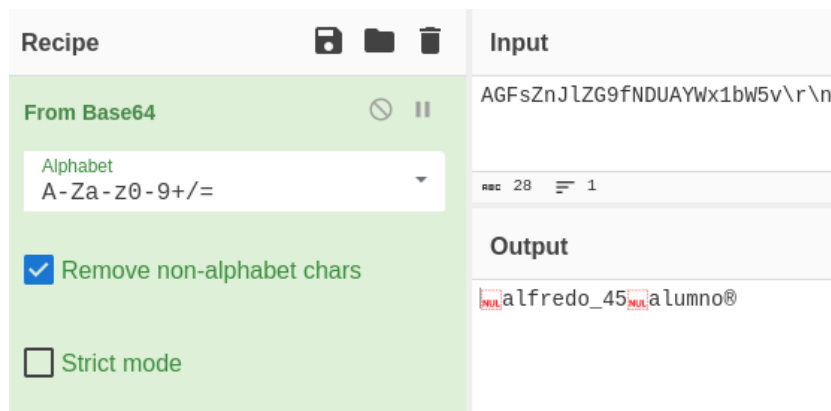 Recipe
From Base64
Alphabet
A-Za-z0-9+/=
Remove non-alphabet chars
Strict mode
Input
AGFsZnJlZG9fNDUAYWx1bW5v\r\n
ABC 28 1
Output
NULalfredo_45NULalumno®